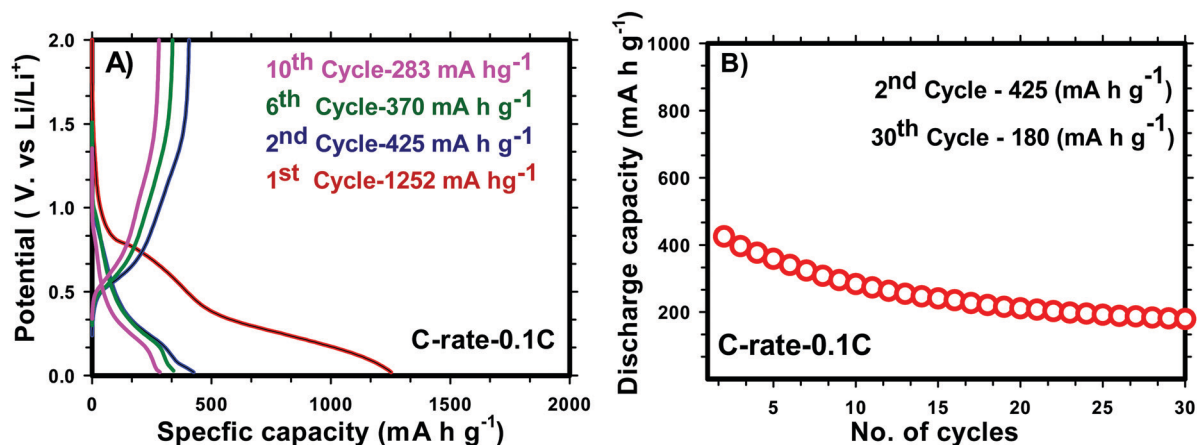 A)
10th Cycle-283 mA hg-1
6th Cycle-370 mA h g-1
2nd Cycle-425 mA h g-1
1st Cycle-1252 mA hg-1
C-rate-0.1C
Potential ( V. vs Li/Li+)
2.0
1.5
1.0
0.5
0.0
0 500 1000 1500 2000
Specfic capacity (mA h g-1)
B)
2nd Cycle - 425 (mA h g-1)
30th Cycle - 180 (mA h g-1)
C-rate-0.1C
Discharge capacity (mA h g-1)
1000
800
600
400
200
5 10 15 20 25 30
No. of cycles